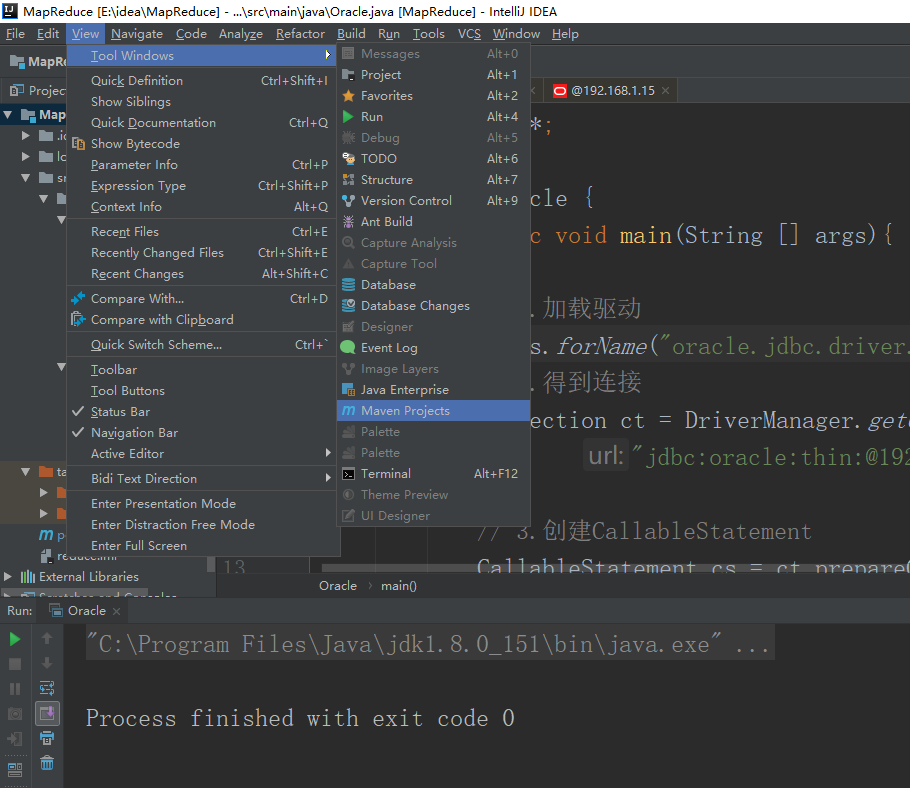 MapReduce [E:\idea\MapReduce] - ...\src\main\java\Oracle.java [MapReduce] - IntelliJ IDEA
File Edit View Navigate Code Analyze Refactor Build Run Tools VCS Window Help
MapRe
Projec
@192.168.1.15
Map
.i
sr
ta
p
External Libraries
Tool Windows
Quick Definition Ctrl+Shift+I
Show Siblings
Quick Documentation Ctrl+Q
Show Bytecode
Parameter Info Ctrl+P
Expression Type Ctrl+Shift+P
Context Info Alt+Q
Recent Files Ctrl+E
Recently Changed Files Ctrl+Shift+E
Recent Changes Alt+Shift+C
Compare With... Ctrl+D
Compare with Clipboard
Quick Switch Scheme... Ctrl+`
Toolbar
Tool Buttons
Status Bar
Navigation Bar
Active Editor
Bidi Text Direction
Enter Presentation Mode
Enter Distraction Free Mode
Enter Full Screen
Messages Alt+0
Project Alt+1
Favorites Alt+2
Run Alt+4
Debug Alt+5
TODO Alt+6
Structure Alt+7
Version Control Alt+9
Ant Build
Capture Analysis
Capture Tool
Database
Database Changes
Designer
Event Log
Image Layers
Java Enterprise
Maven Projects
Palette
Palette
Terminal Alt+F12
Theme Preview
UI Designer
*;
cle {
c void main(String [] args){
.加载驱动
s.forName("oracle.jdbc.driver.
.得到连接
ection ct = DriverManager.get
url: "jdbc:oracle:thin:@192
// 3.创建CallableStatement
13 CallableStatement cs = ct.prepare
Oracle main()
Run: Oracle
"C:\Program Files\Java\jdk1.8.0_151\bin\java.exe" ...
Process finished with exit code 0